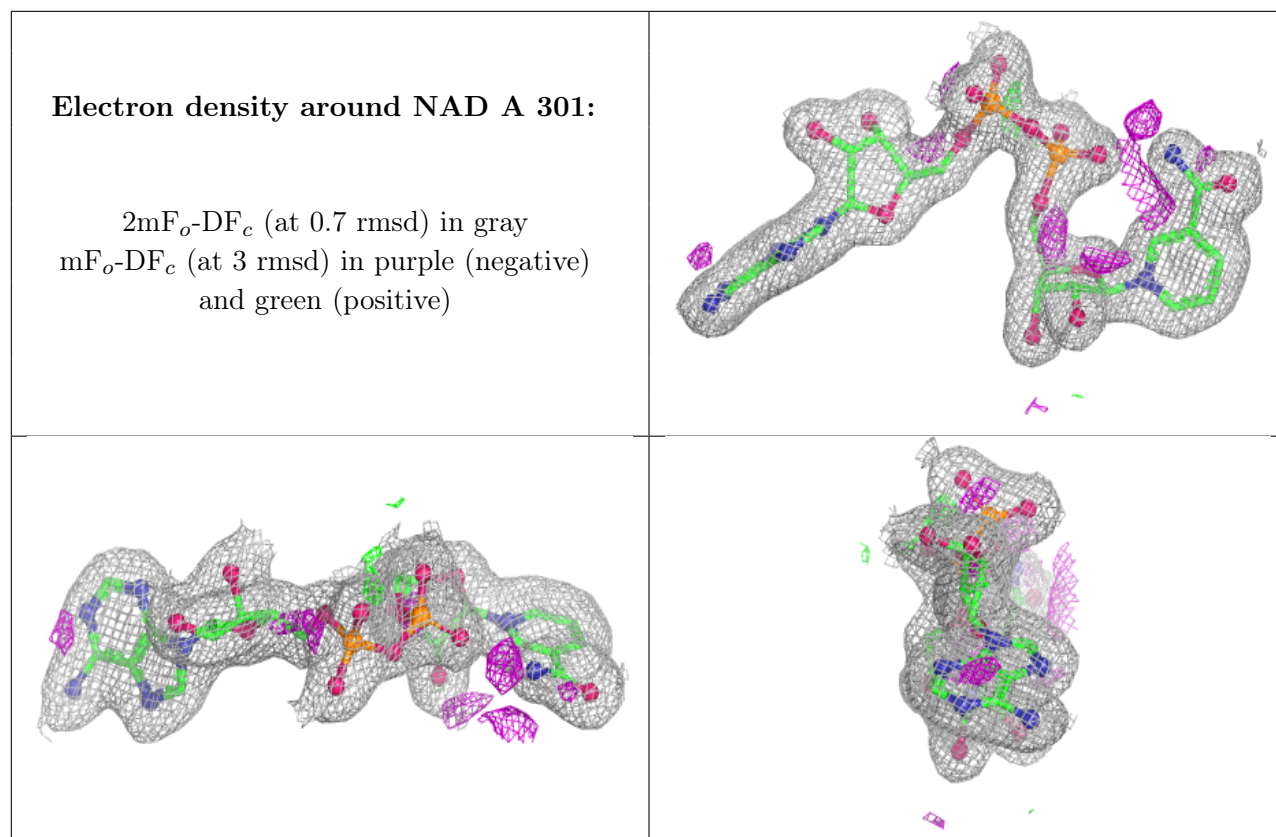 Electron density around NAD A 301:
2mFo-DFc (at 0.7 rmsd) in gray
mFo-DFc (at 3 rmsd) in purple (negative)
and green (positive)